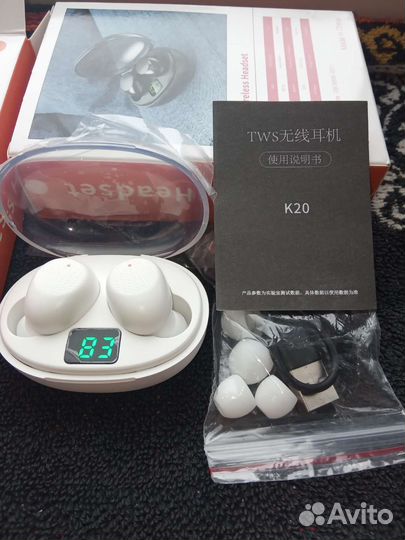 Wireless Headset
Headset
TWS无线耳机
使用说明书
K20
产品参数为实验室测试数据，具体数据以使用数据为准
83
Avito